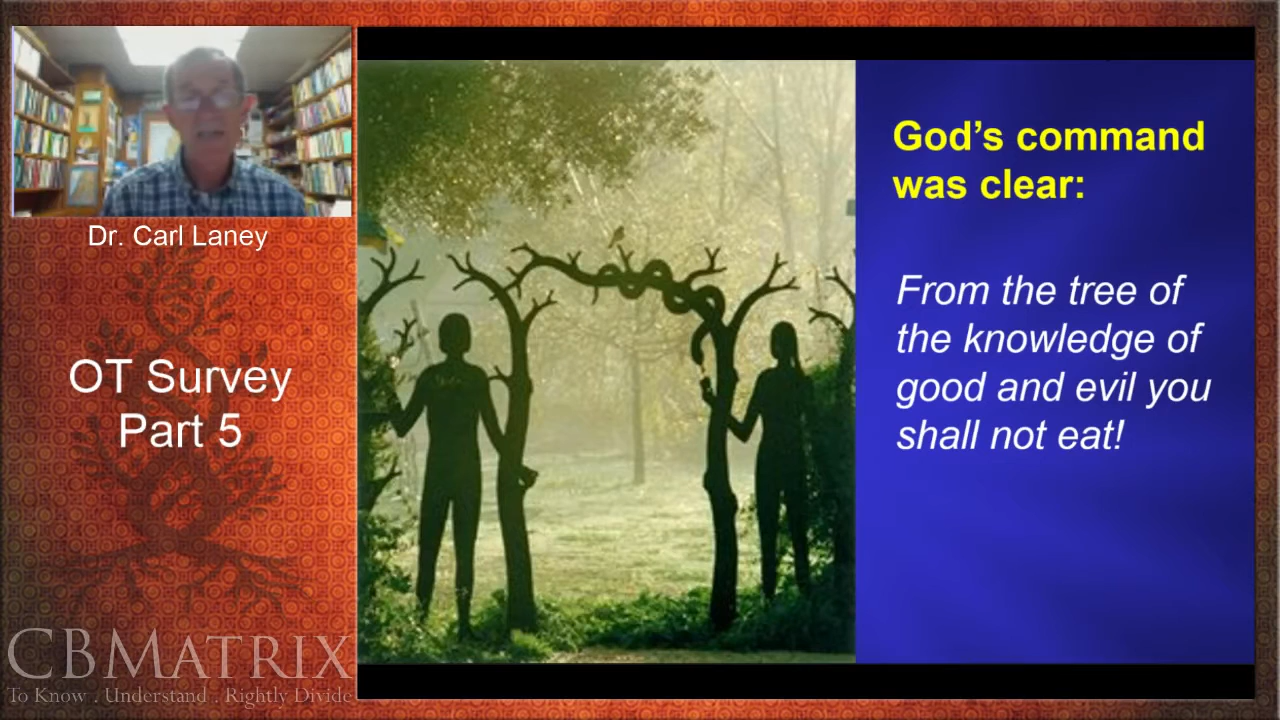 Dr. Carl Laney
OT Survey
Part 5
CBMATRIX
To Know . Understand . Rightly Divide
God’s command
was clear:
From the tree of
the knowledge of
good and evil you
shall not eat!